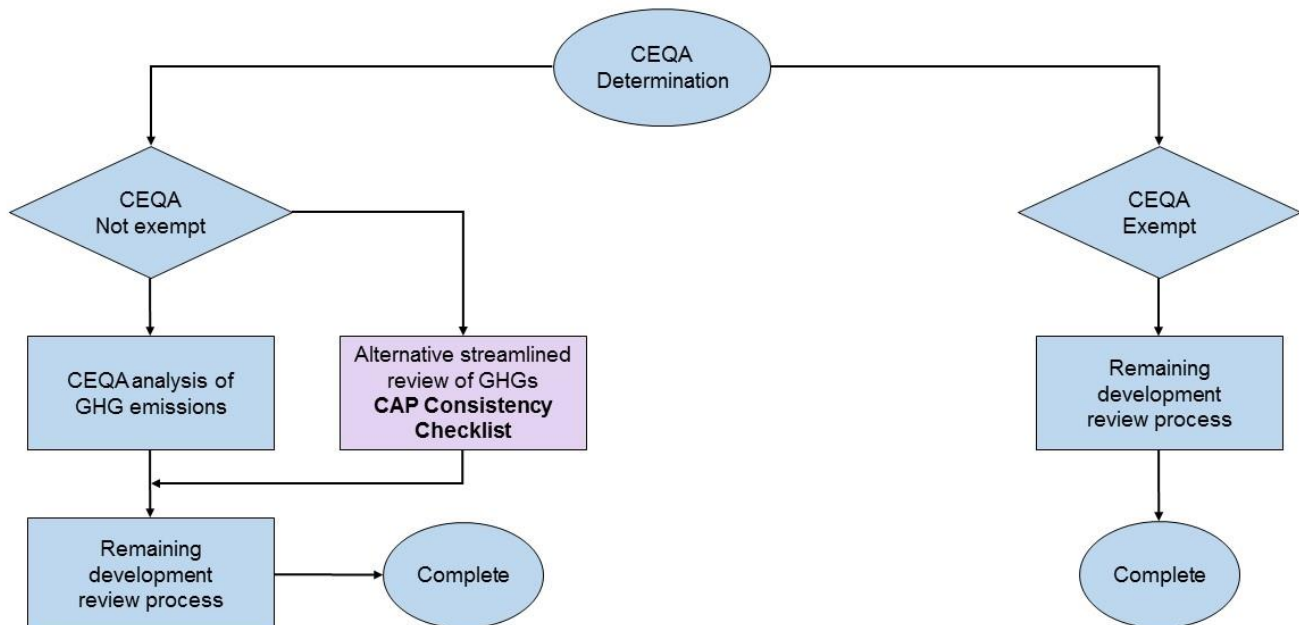 CEQA
Determination
CEQA
Not exempt
CEQA
Exempt
CEQA analysis of
GHG emissions
Alternative streamlined
review of GHGs
CAP Consistency
Checklist
Remaining
development
review process
Remaining
development
review process
Complete
Complete